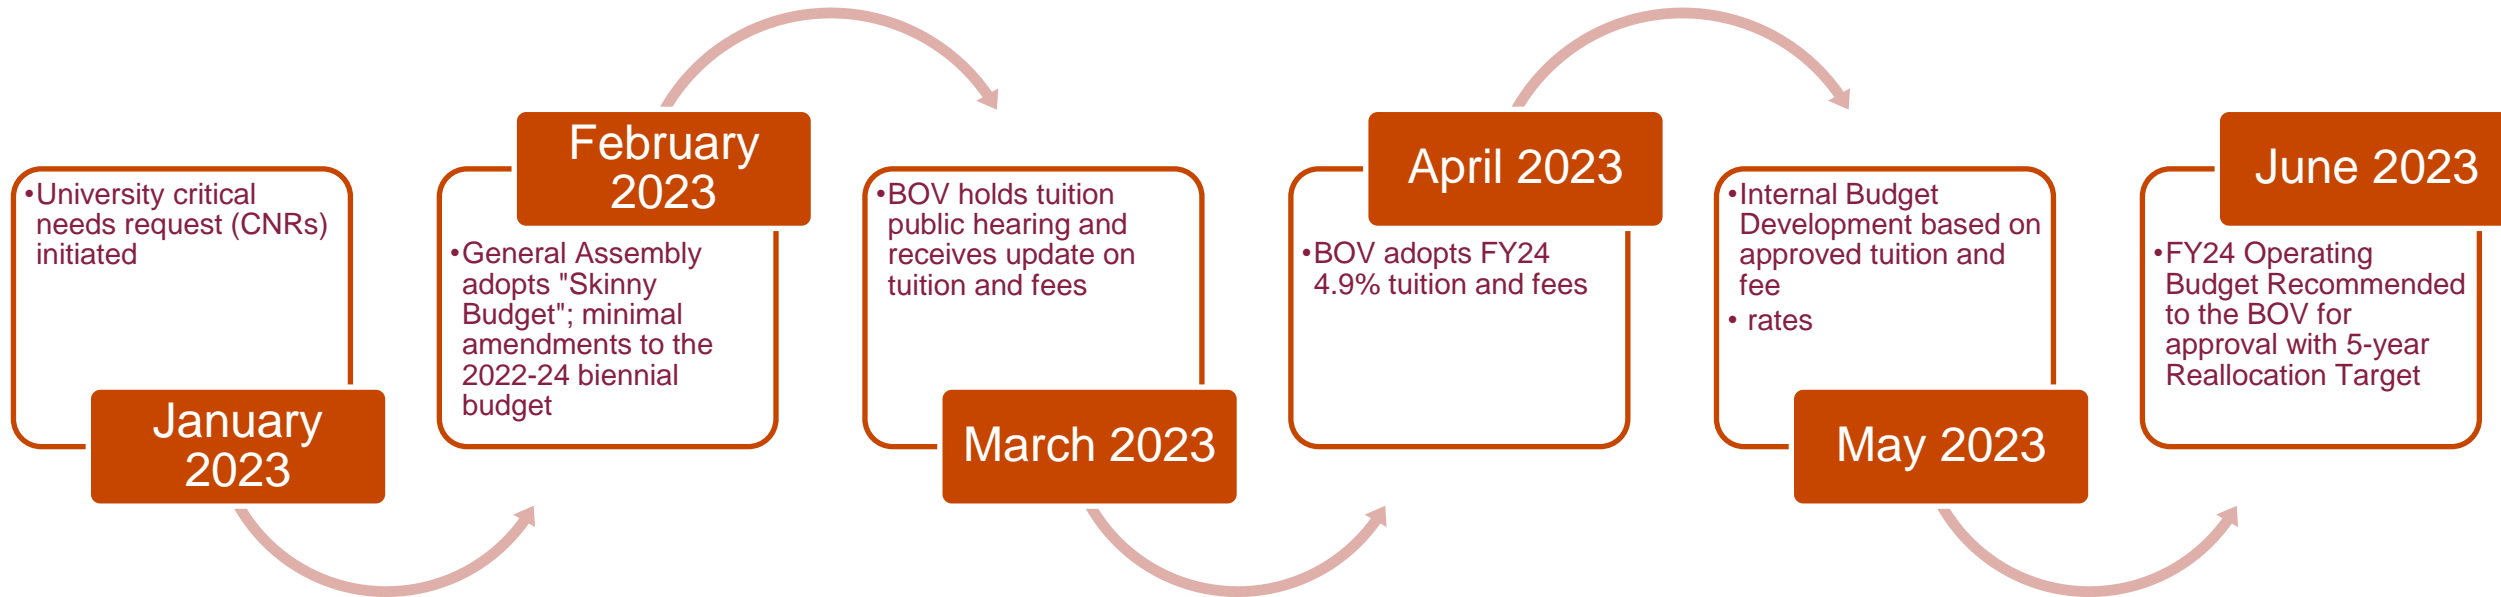 •University critical
needs request (CNRs)
initiated
January
2023
February
2023
•General Assembly
adopts "Skinny
Budget"; minimal
amendments to the
2022-24 biennial
budget
•BOV holds tuition
public hearing and
receives update on
tuition and fees
March 2023
April 2023
•BOV adopts FY24
4.9% tuition and fees
•Internal Budget
Development based on
approved tuition and
fee
• rates
May 2023
June 2023
•FY24 Operating
Budget Recommended
to the BOV for
approval with 5-year
Reallocation Target